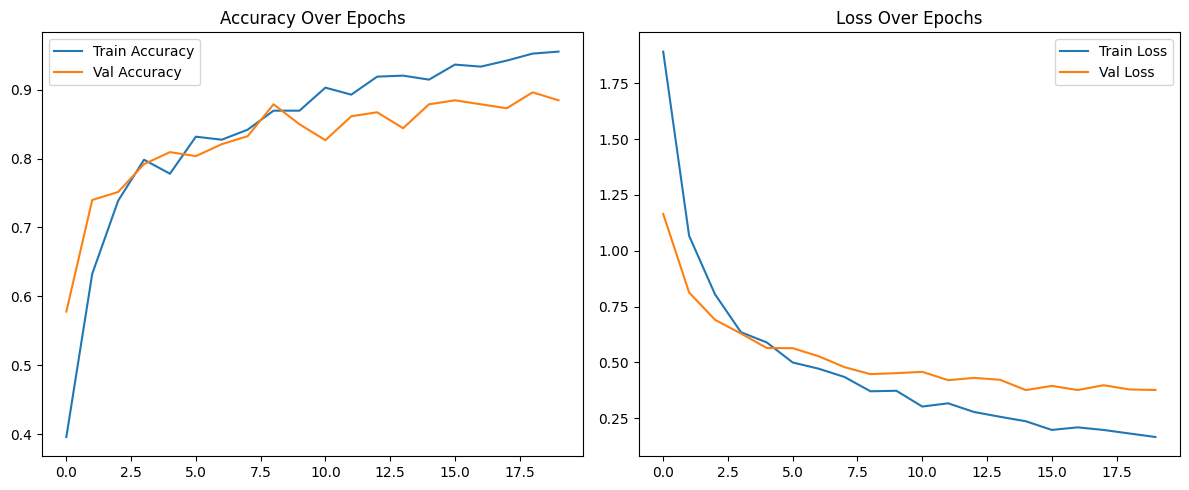 Accuracy Over Epochs
Train Accuracy
Val Accuracy
0.9
0.8
0.7
0.6
0.5
0.4
0.0 2.5 5.0 7.5 10.0 12.5 15.0 17.5
Loss Over Epochs
Train Loss
Val Loss
1.75
1.50
1.25
1.00
0.75
0.50
0.25
0.0 2.5 5.0 7.5 10.0 12.5 15.0 17.5